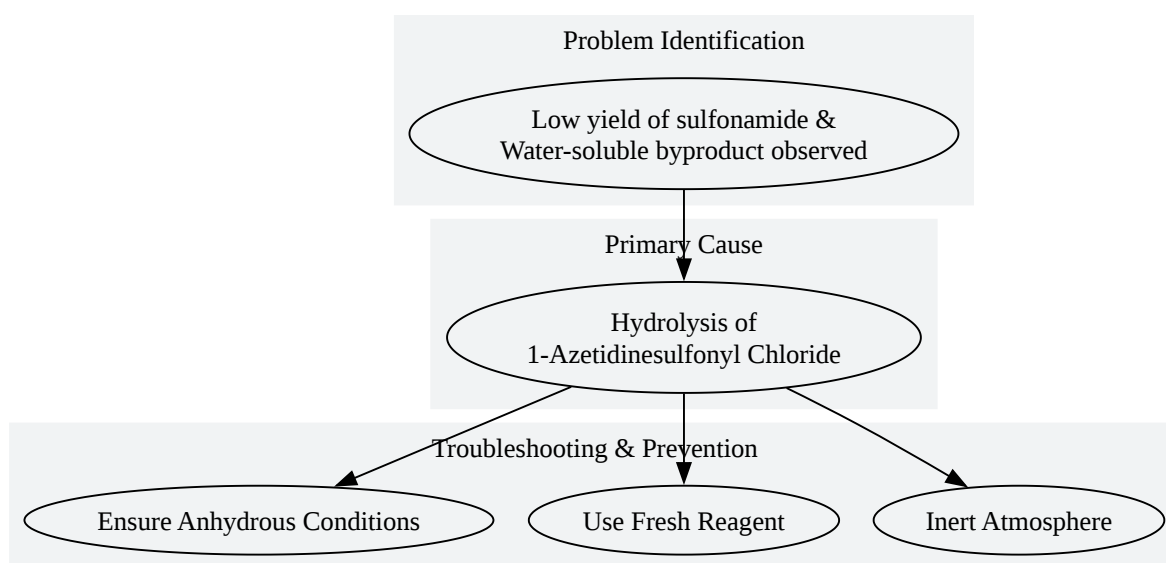 Problem Identification
Low yield of sulfonamide &
Water-soluble byproduct observed
Primary Cause
Hydrolysis of
1-Azetidinesulfonyl Chloride
Troubleshooting & Prevention
Ensure Anhydrous Conditions
Use Fresh Reagent
Inert Atmosphere